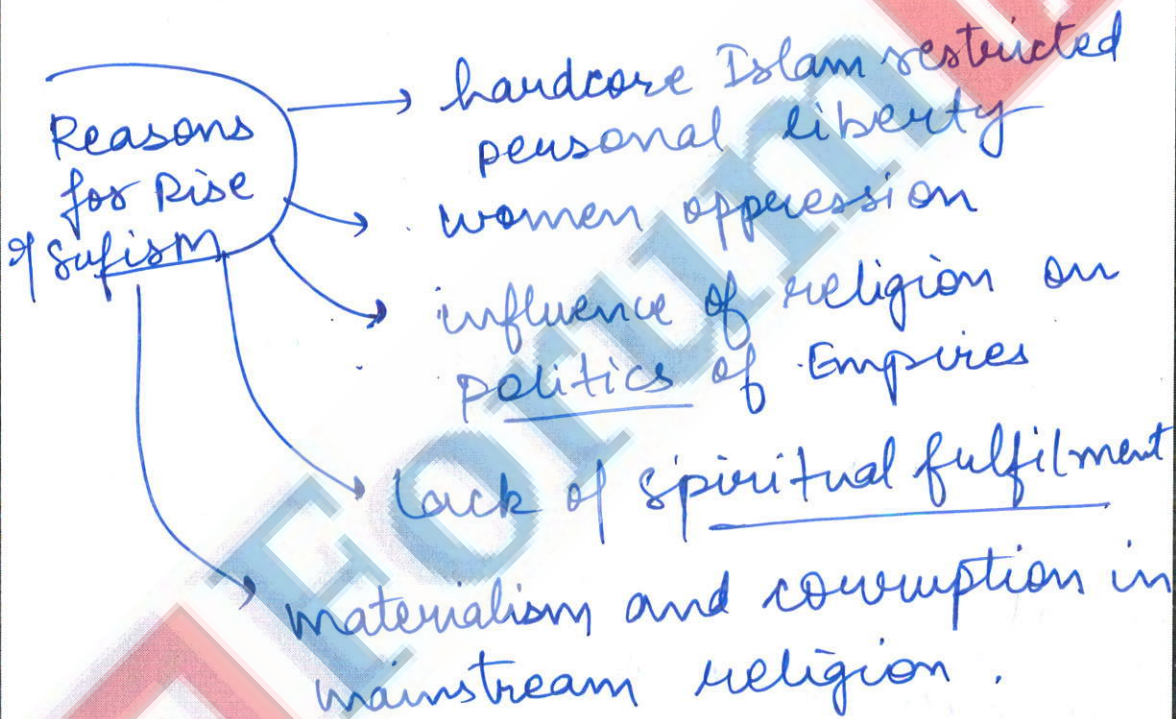 Reasons
for Rise
of Sufism
hardcore Islam restricted
personal liberty
women oppression
influence of religion on
politics of Empires
lack of spiritual fulfilment
materialism and corruption in
mainstream religion.
Forum